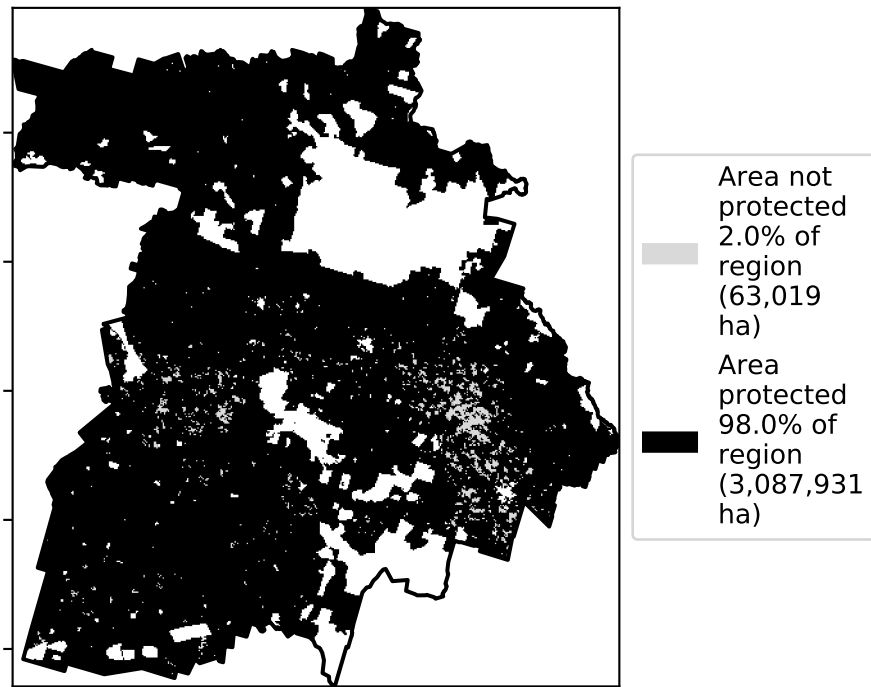 Area not
protected
2.0% of
region
(63,019
ha)
Area
protected
98.0% of
region
(3,087,931
ha)